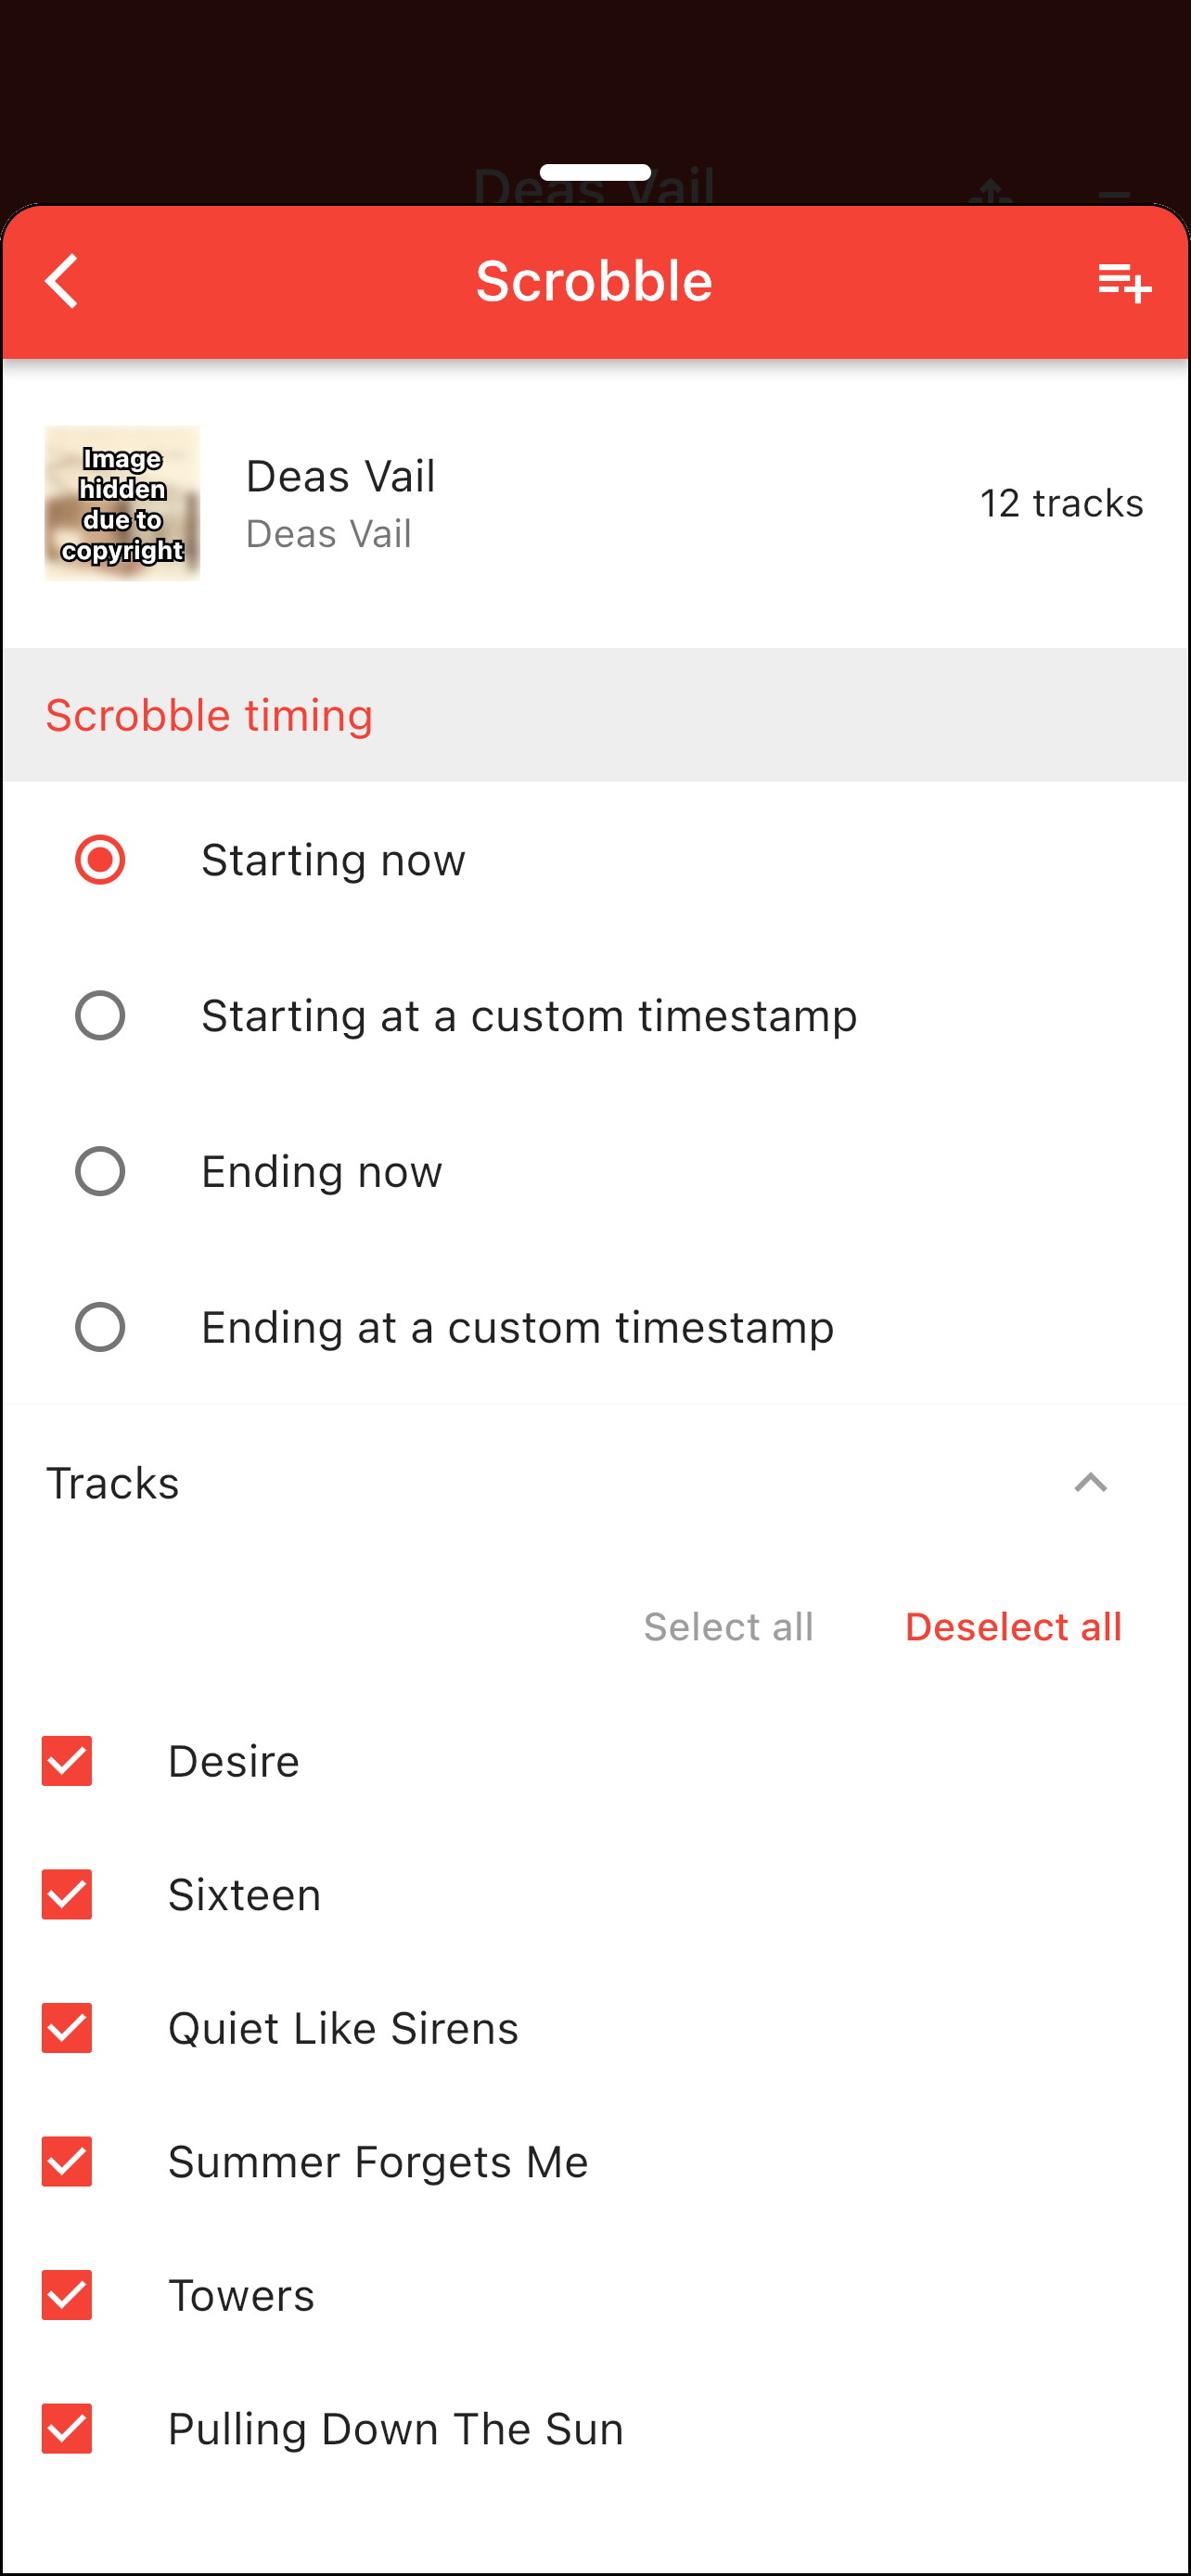 Deas Vail
Scrobble
Image
hidden
due to
copyright
Deas Vail
Deas Vail
12 tracks
Scrobble timing
Starting now
Starting at a custom timestamp
Ending now
Ending at a custom timestamp
Tracks
Select all
Deselect all
Desire
Sixteen
Quiet Like Sirens
Summer Forgets Me
Towers
Pulling Down The Sun